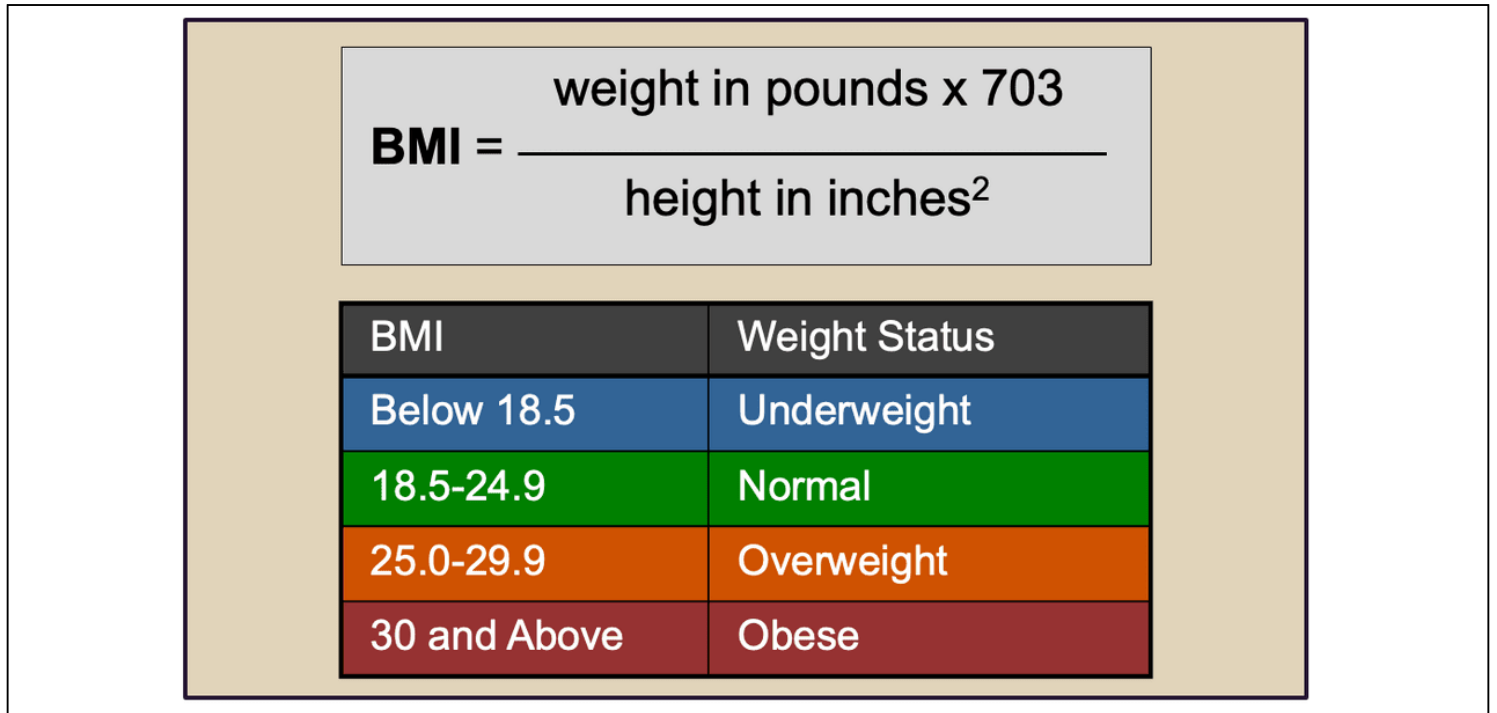 weight in pounds x 703
BMI =
height in inches²
BMI Weight Status
Below 18.5 Underweight
18.5-24.9 Normal
25.0-29.9 Overweight
30 and Above Obese